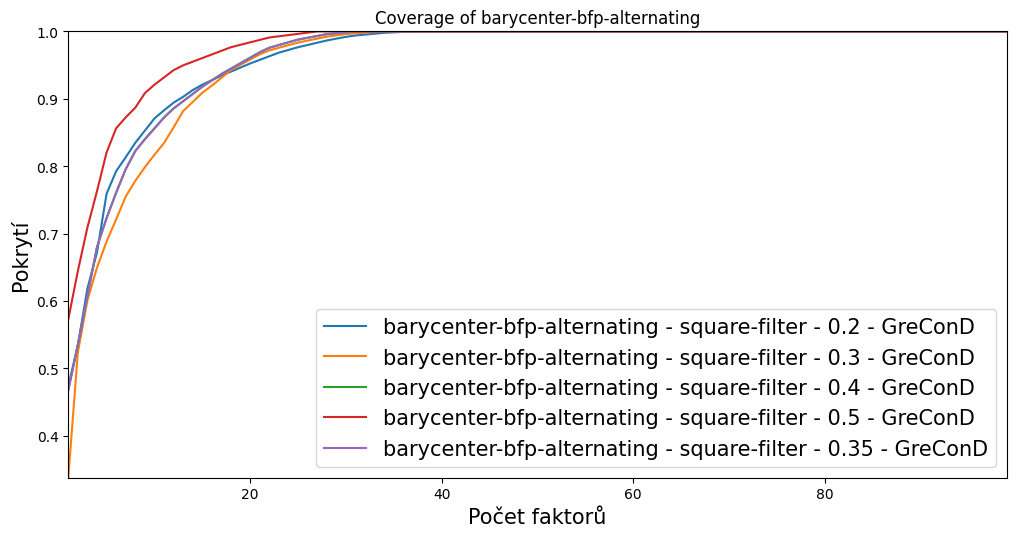 Coverage of barycenter-bfp-alternating
1.0
0.9
0.8
0.7
0.6
0.5
0.4
Pokrytí
barycenter-bfp-alternating - square-filter - 0.2 - GreConD
barycenter-bfp-alternating - square-filter - 0.3 - GreConD
barycenter-bfp-alternating - square-filter - 0.4 - GreConD
barycenter-bfp-alternating - square-filter - 0.5 - GreConD
barycenter-bfp-alternating - square-filter - 0.35 - GreConD
20 40 60 80
Počet faktorů